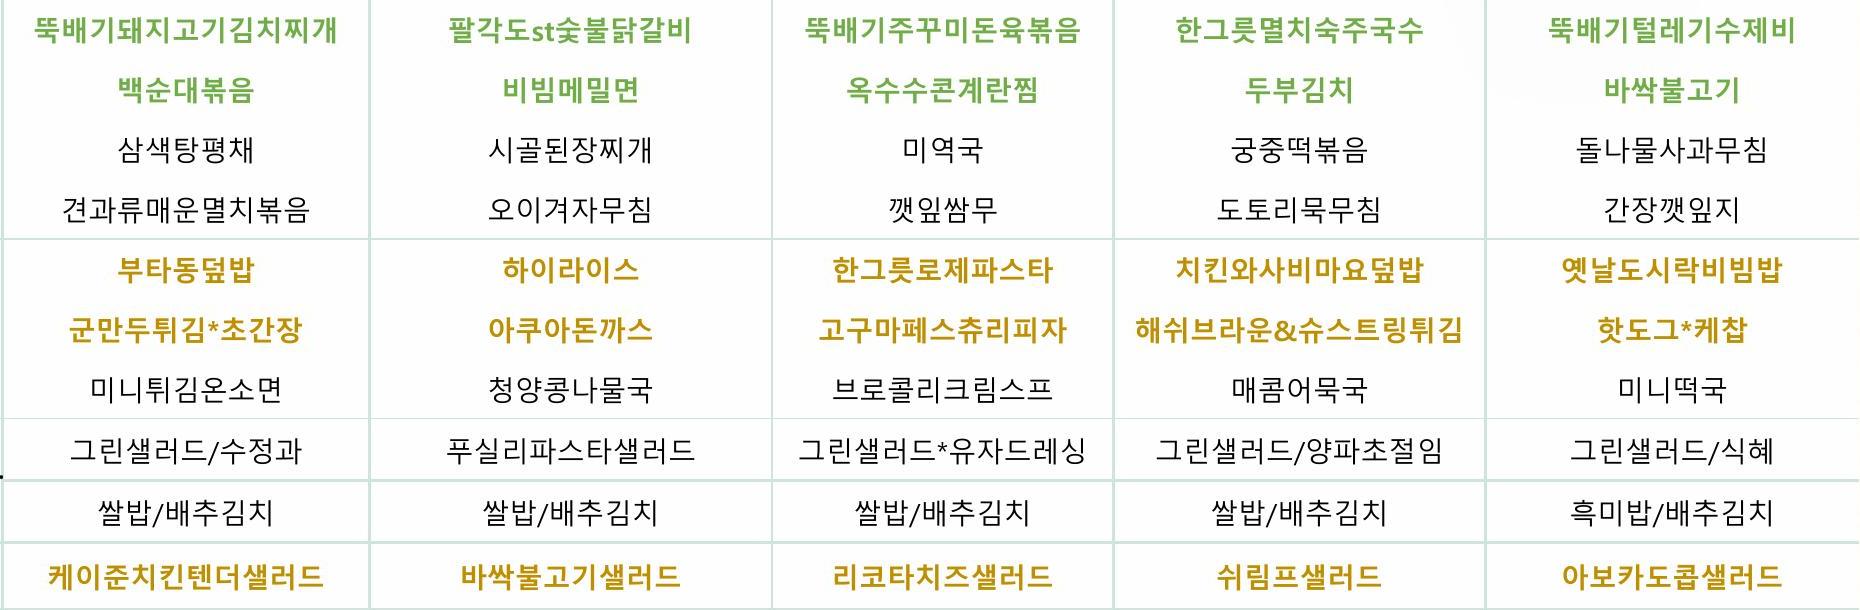 뚝배기돼지고기김치찌개 팔각도st숯불닭갈비 뚝배기주꾸미돈육볶음 한그릇멸치숙주국수 뚝배기털레기수제비
백순대볶음 비빔메밀면 옥수수콘계란찜 두부김치 바싹불고기
삼색탕평채 시골된장찌개 미역국 궁중떡볶음 돌나물사과무침
견과류매운멸치볶음 오이겨자무침 깻잎쌈무 도토리묵무침 간장깻잎지
부타동덮밥 하이라이스 한그릇로제파스타 치킨와사비마요덮밥 옛날도시락비빔밥
군만두튀김*초간장 아쿠아돈까스 고구마페스츄리피자 해쉬브라운&슈스트링튀김 핫도그*케찹
미니튀김온소면 청양콩나물국 브로콜리크림스프 매콤어묵국 미니떡국
그린샐러드/수정과 푸실리파스타샐러드 그린샐러드*유자드레싱 그린샐러드/양파초절임 그린샐러드/식혜
쌀밥/배추김치 쌀밥/배추김치 쌀밥/배추김치 쌀밥/배추김치 흑미밥/배추김치
케이준치킨텐더샐러드 바싹불고기샐러드 리코타치즈샐러드 쉬림프샐러드 아보카도콥샐러드